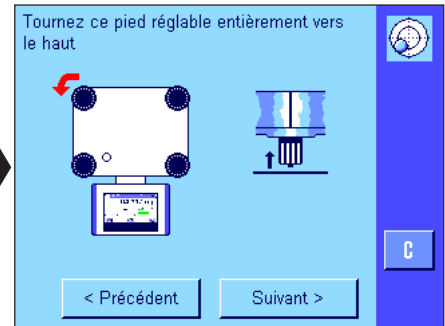 Tournez ce pied réglable entièrement vers
le haut
C
< Précédent
Suivant >